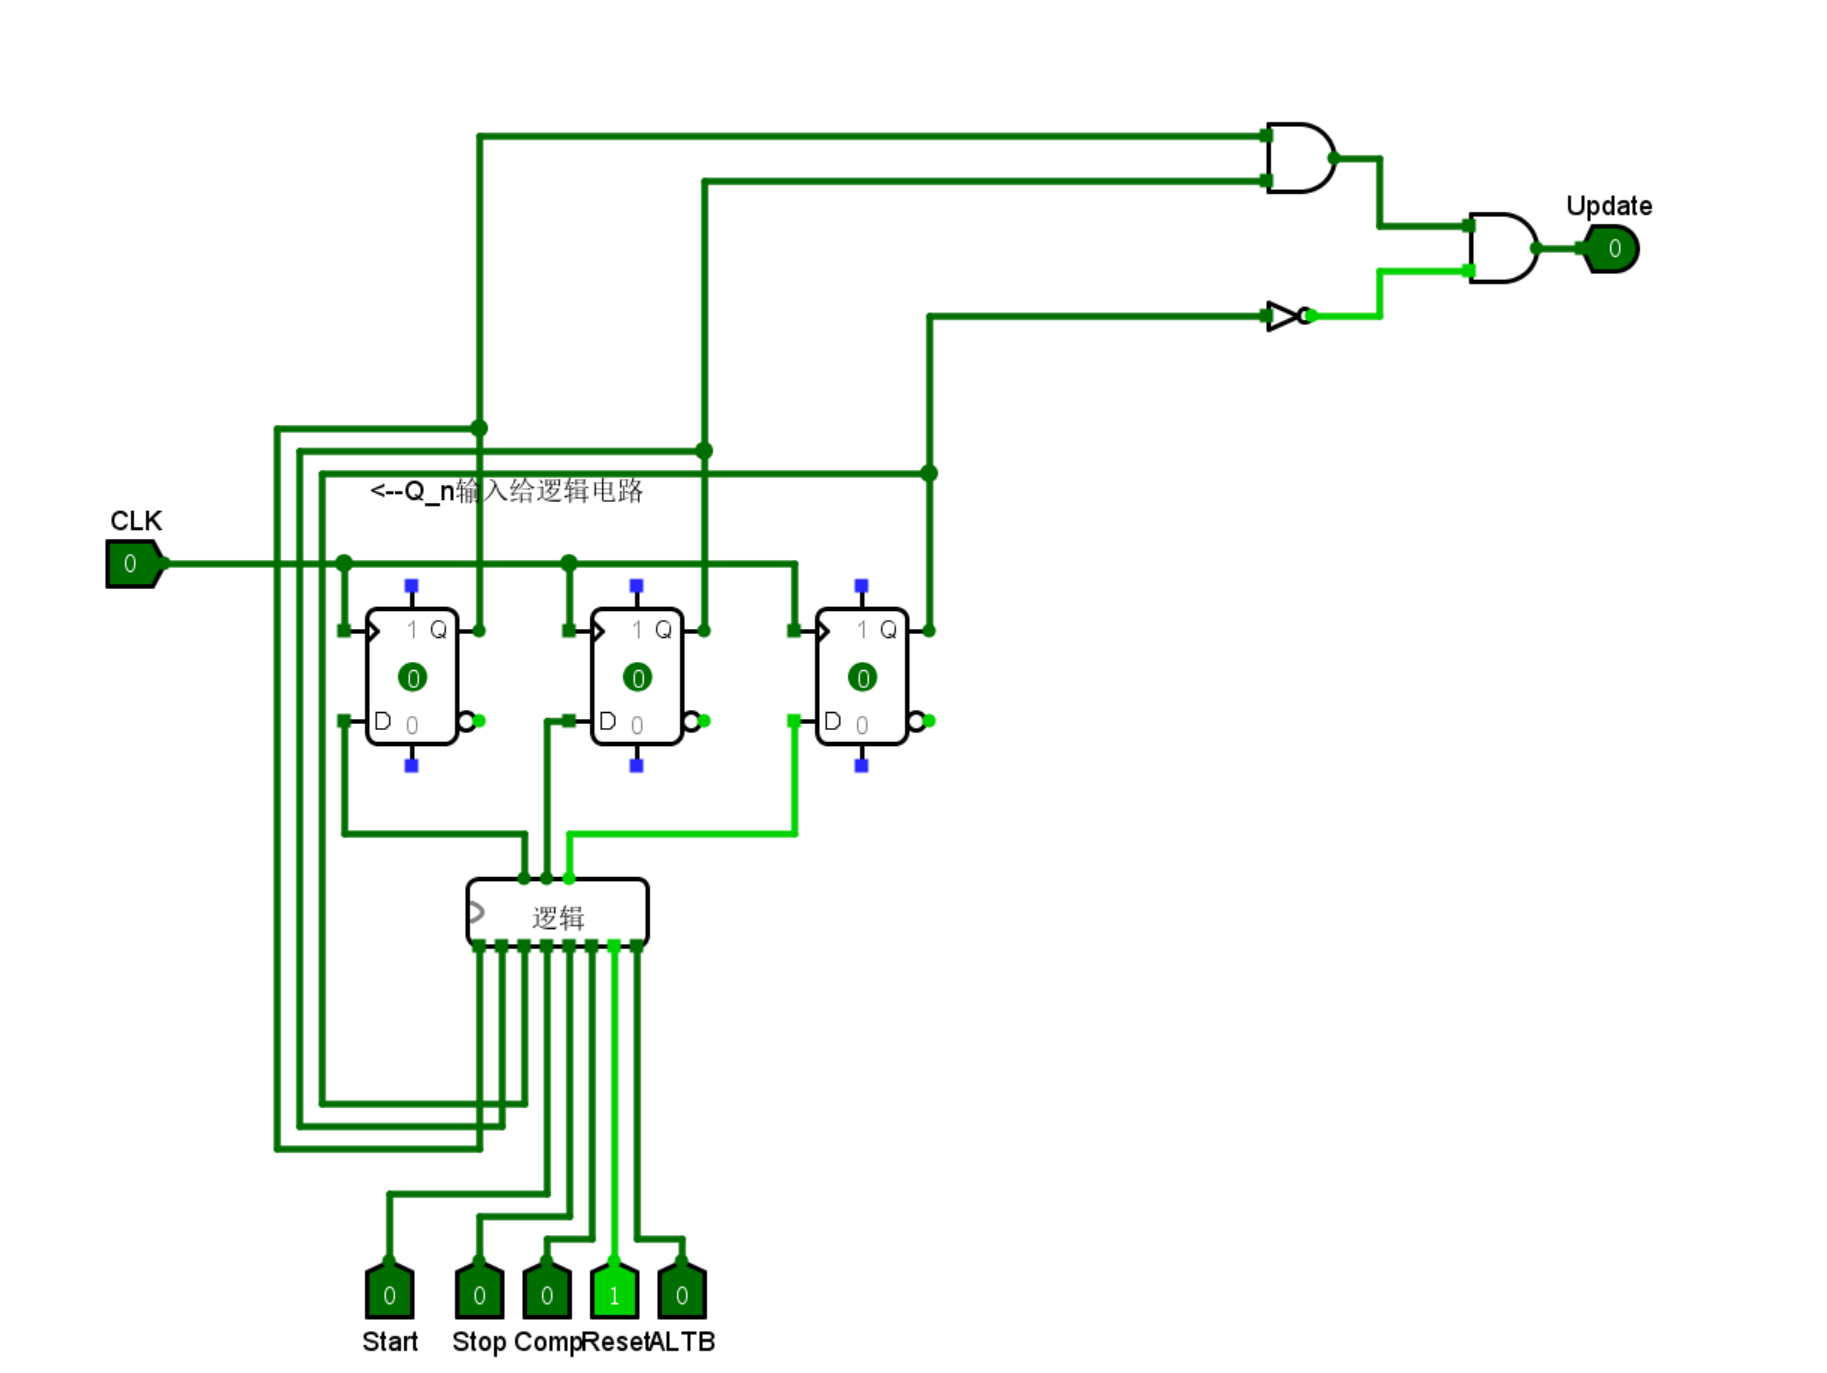 Update
0
<--Q_n输入给逻辑电路
CLK
0
1 Q 1 Q 1 Q
0 0 0
D 0 D 0 D 0
逻辑
0 0 0 1 0
Start Stop Comp Reset ALTB